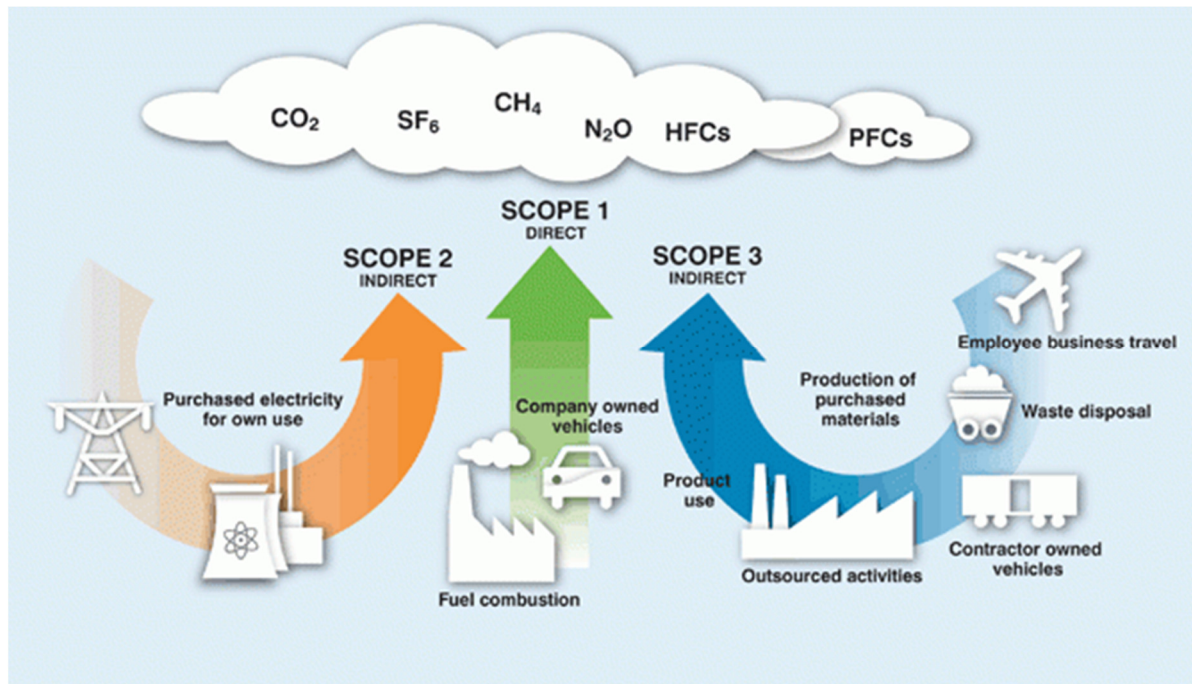 CO₂
SF₆
CH₄
N₂O
HFCs
PFCs
SCOPE 1
DIRECT
SCOPE 2
INDIRECT
SCOPE 3
INDIRECT
Purchased electricity
for own use
Company owned
vehicles
Fuel combustion
Product
use
Production of
purchased
materials
Outsourced activities
Employee business travel
Waste disposal
Contractor owned
vehicles